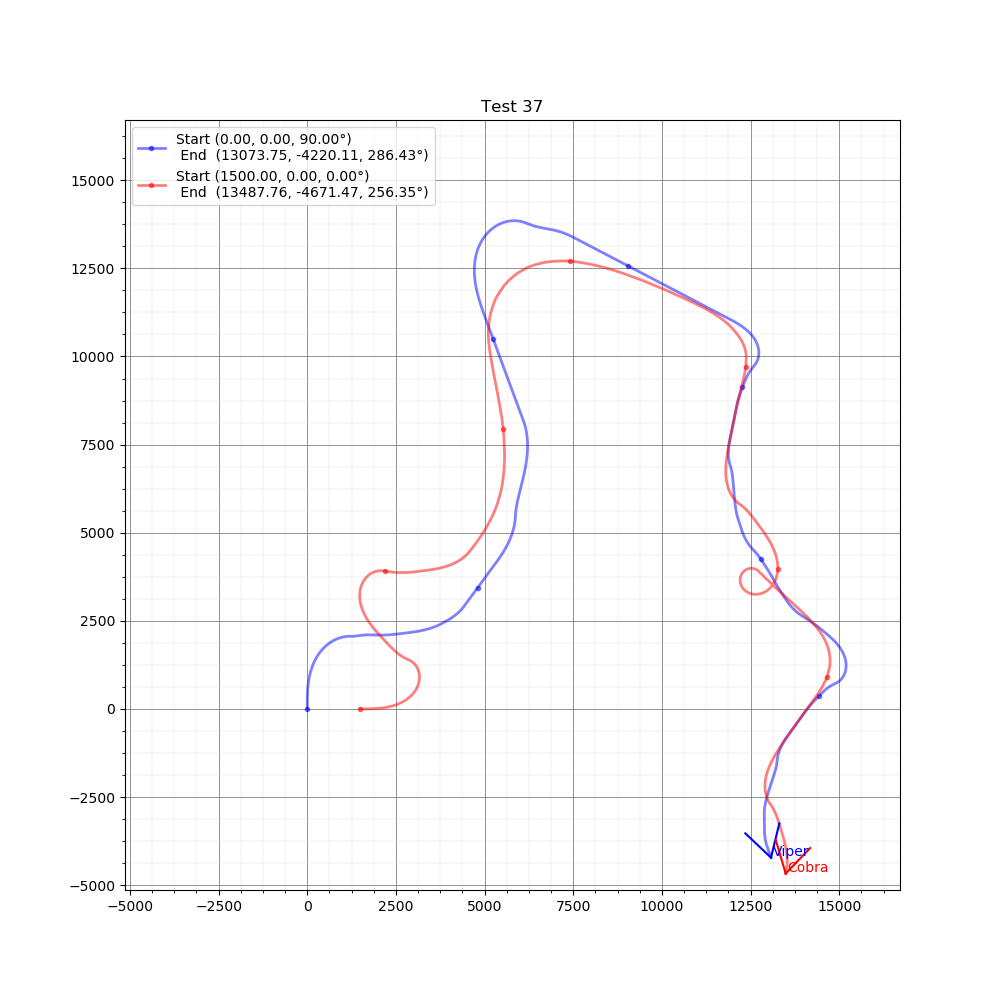 Test 37
Start (0.00, 0.00, 90.00°)
End (13073.75, -4220.11, 286.43°)
Start (1500.00, 0.00, 0.00°)
End (13487.76, -4671.47, 256.35°)
15000
12500
10000
7500
5000
2500
0
−2500
−5000
Viper
Cobra
−5000 −2500 0 2500 5000 7500 10000 12500 15000